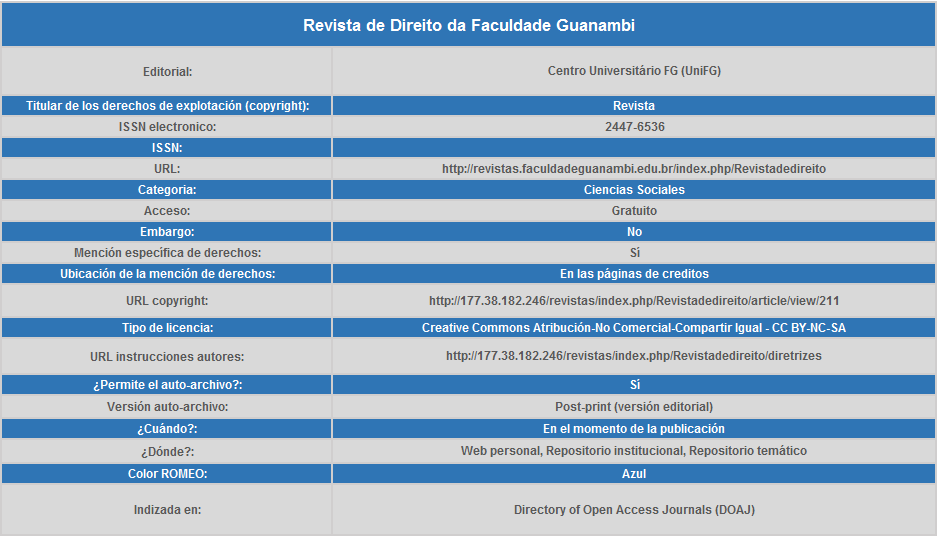 Revista de Direito da Faculdade Guanambi
Editorial: Centro Universitário FG (UniFG)
Titular de los derechos de explotación (copyright): Revista
ISSN electronico: 2447-6536
ISSN:
URL: http://revistas.faculdadeguanambi.edu.br/index.php/Revistadedireito
Categoria: Ciencias Sociales
Acceso: Gratuito
Embargo: No
Mención específica de derechos: Sí
Ubicación de la mención de derechos: En las páginas de creditos
URL copyright: http://177.38.182.246/revistas/index.php/Revistadedireito/article/view/211
Tipo de licencia: Creative Commons Atribución-No Comercial-Compartir Igual - CC BY-NC-SA
URL instrucciones autores: http://177.38.182.246/revistas/index.php/Revistadedireito/diretrizes
¿Permite el auto-archivo?: Sí
Versión auto-archivo: Post-print (versión editorial)
¿Cuándo?: En el momento de la publicación
¿Dónde?: Web personal, Repositorio institucional, Repositorio temático
Color ROMEO: Azul
Indizada en: Directory of Open Access Journals (DOAJ)